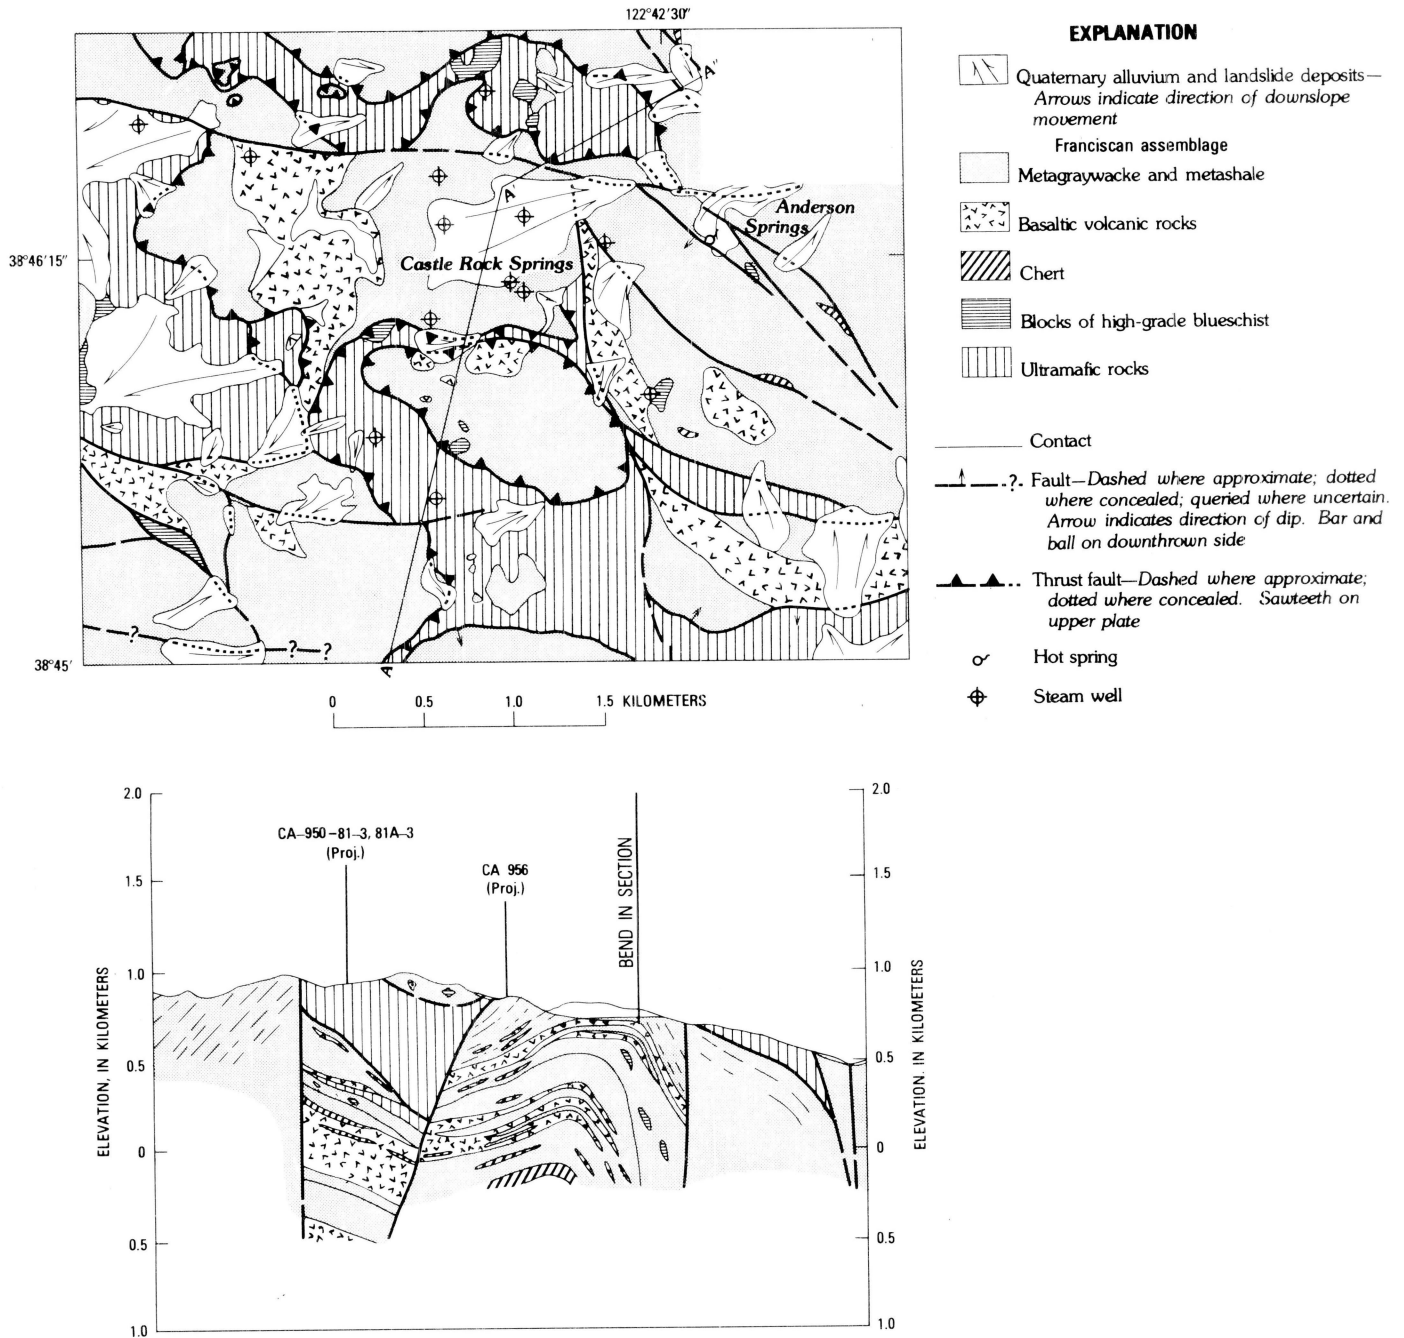 122°42'30"
A"
Anderson
Springs
38°46'15"
Castle Rock Springs
A'
?
? ?
38°45'
A
0 0.5 1.0 1.5 KILOMETERS
EXPLANATION
Quaternary alluvium and landslide deposits—
Arrows indicate direction of downslope
movement
Franciscan assemblage
Metagraywacke and metashale
Basaltic volcanic rocks
Chert
Blocks of high-grade blueschist
Ultramafic rocks
Contact
?. Fault—Dashed where approximate; dotted
where concealed; queried where uncertain.
Arrow indicates direction of dip. Bar and
ball on downthrown side
Thrust fault—Dashed where approximate;
dotted where concealed. Sawteeth on
upper plate
Hot spring
Steam well
2.0
1.5
1.0
0.5
0
0.5
1.0
ELEVATION, IN KILOMETERS
CA-950-81-3, 81A-3
(Proj.)
CA 956
(Proj.)
BEND IN SECTION
2.0
1.5
1.0
0.5
0
0.5
1.0
ELEVATION, IN KILOMETERS